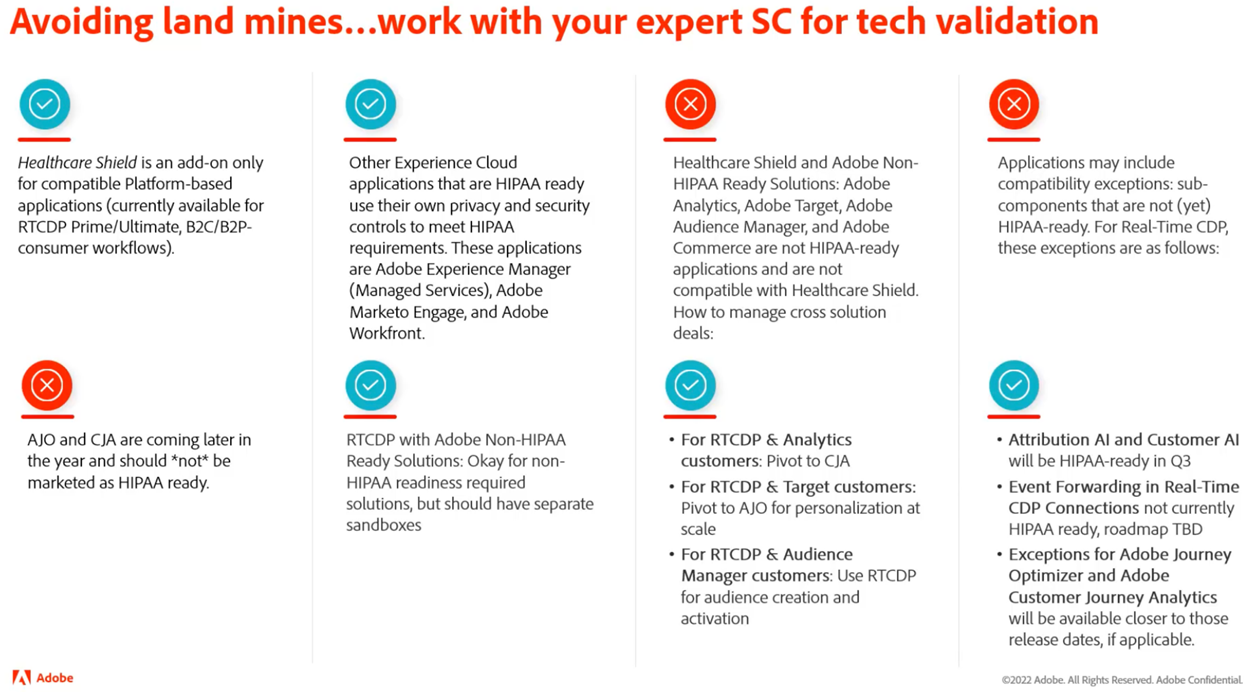 Avoiding land mines...work with your expert SC for tech validation
Healthcare Shield is an add-on only
for compatible Platform-based
applications (currently available for
RTCDP Prime/Ultimate, B2C/B2P-
consumer workflows).
Other Experience Cloud
applications that are HIPAA ready
use their own privacy and security
controls to meet HIPAA
requirements. These applications
are Adobe Experience Manager
(Managed Services), Adobe
Marketo Engage, and Adobe
Workfront.
Healthcare Shield and Adobe Non-
HIPAA Ready Solutions: Adobe
Analytics, Adobe Target, Adobe
Audience Manager, and Adobe
Commerce are not HIPAA-ready
applications and are not
compatible with Healthcare Shield.
How to manage cross solution
deals:
Applications may include
compatibility exceptions: sub-
components that are not (yet)
HIPAA-ready. For Real-Time CDP,
these exceptions are as follows:
AJO and CJA are coming later in
the year and should *not* be
marketed as HIPAA ready.
RTCDP with Adobe Non-HIPAA
Ready Solutions: Okay for non-
HIPAA readiness required
solutions, but should have separate
sandboxes
• For RTCDP & Analytics
customers: Pivot to CJA
• For RTCDP & Target customers:
Pivot to AJO for personalization at
scale
• For RTCDP & Audience
Manager customers: Use RTCDP
for audience creation and
activation
• Attribution AI and Customer AI
will be HIPAA-ready in Q3
• Event Forwarding in Real-Time
CDP Connections not currently
HIPAA ready, roadmap TBD
• Exceptions for Adobe Journey
Optimizer and Adobe
Customer Journey Analytics
will be available closer to those
release dates, if applicable.
Adobe
©2022 Adobe. All Rights Reserved. Adobe Confidential.